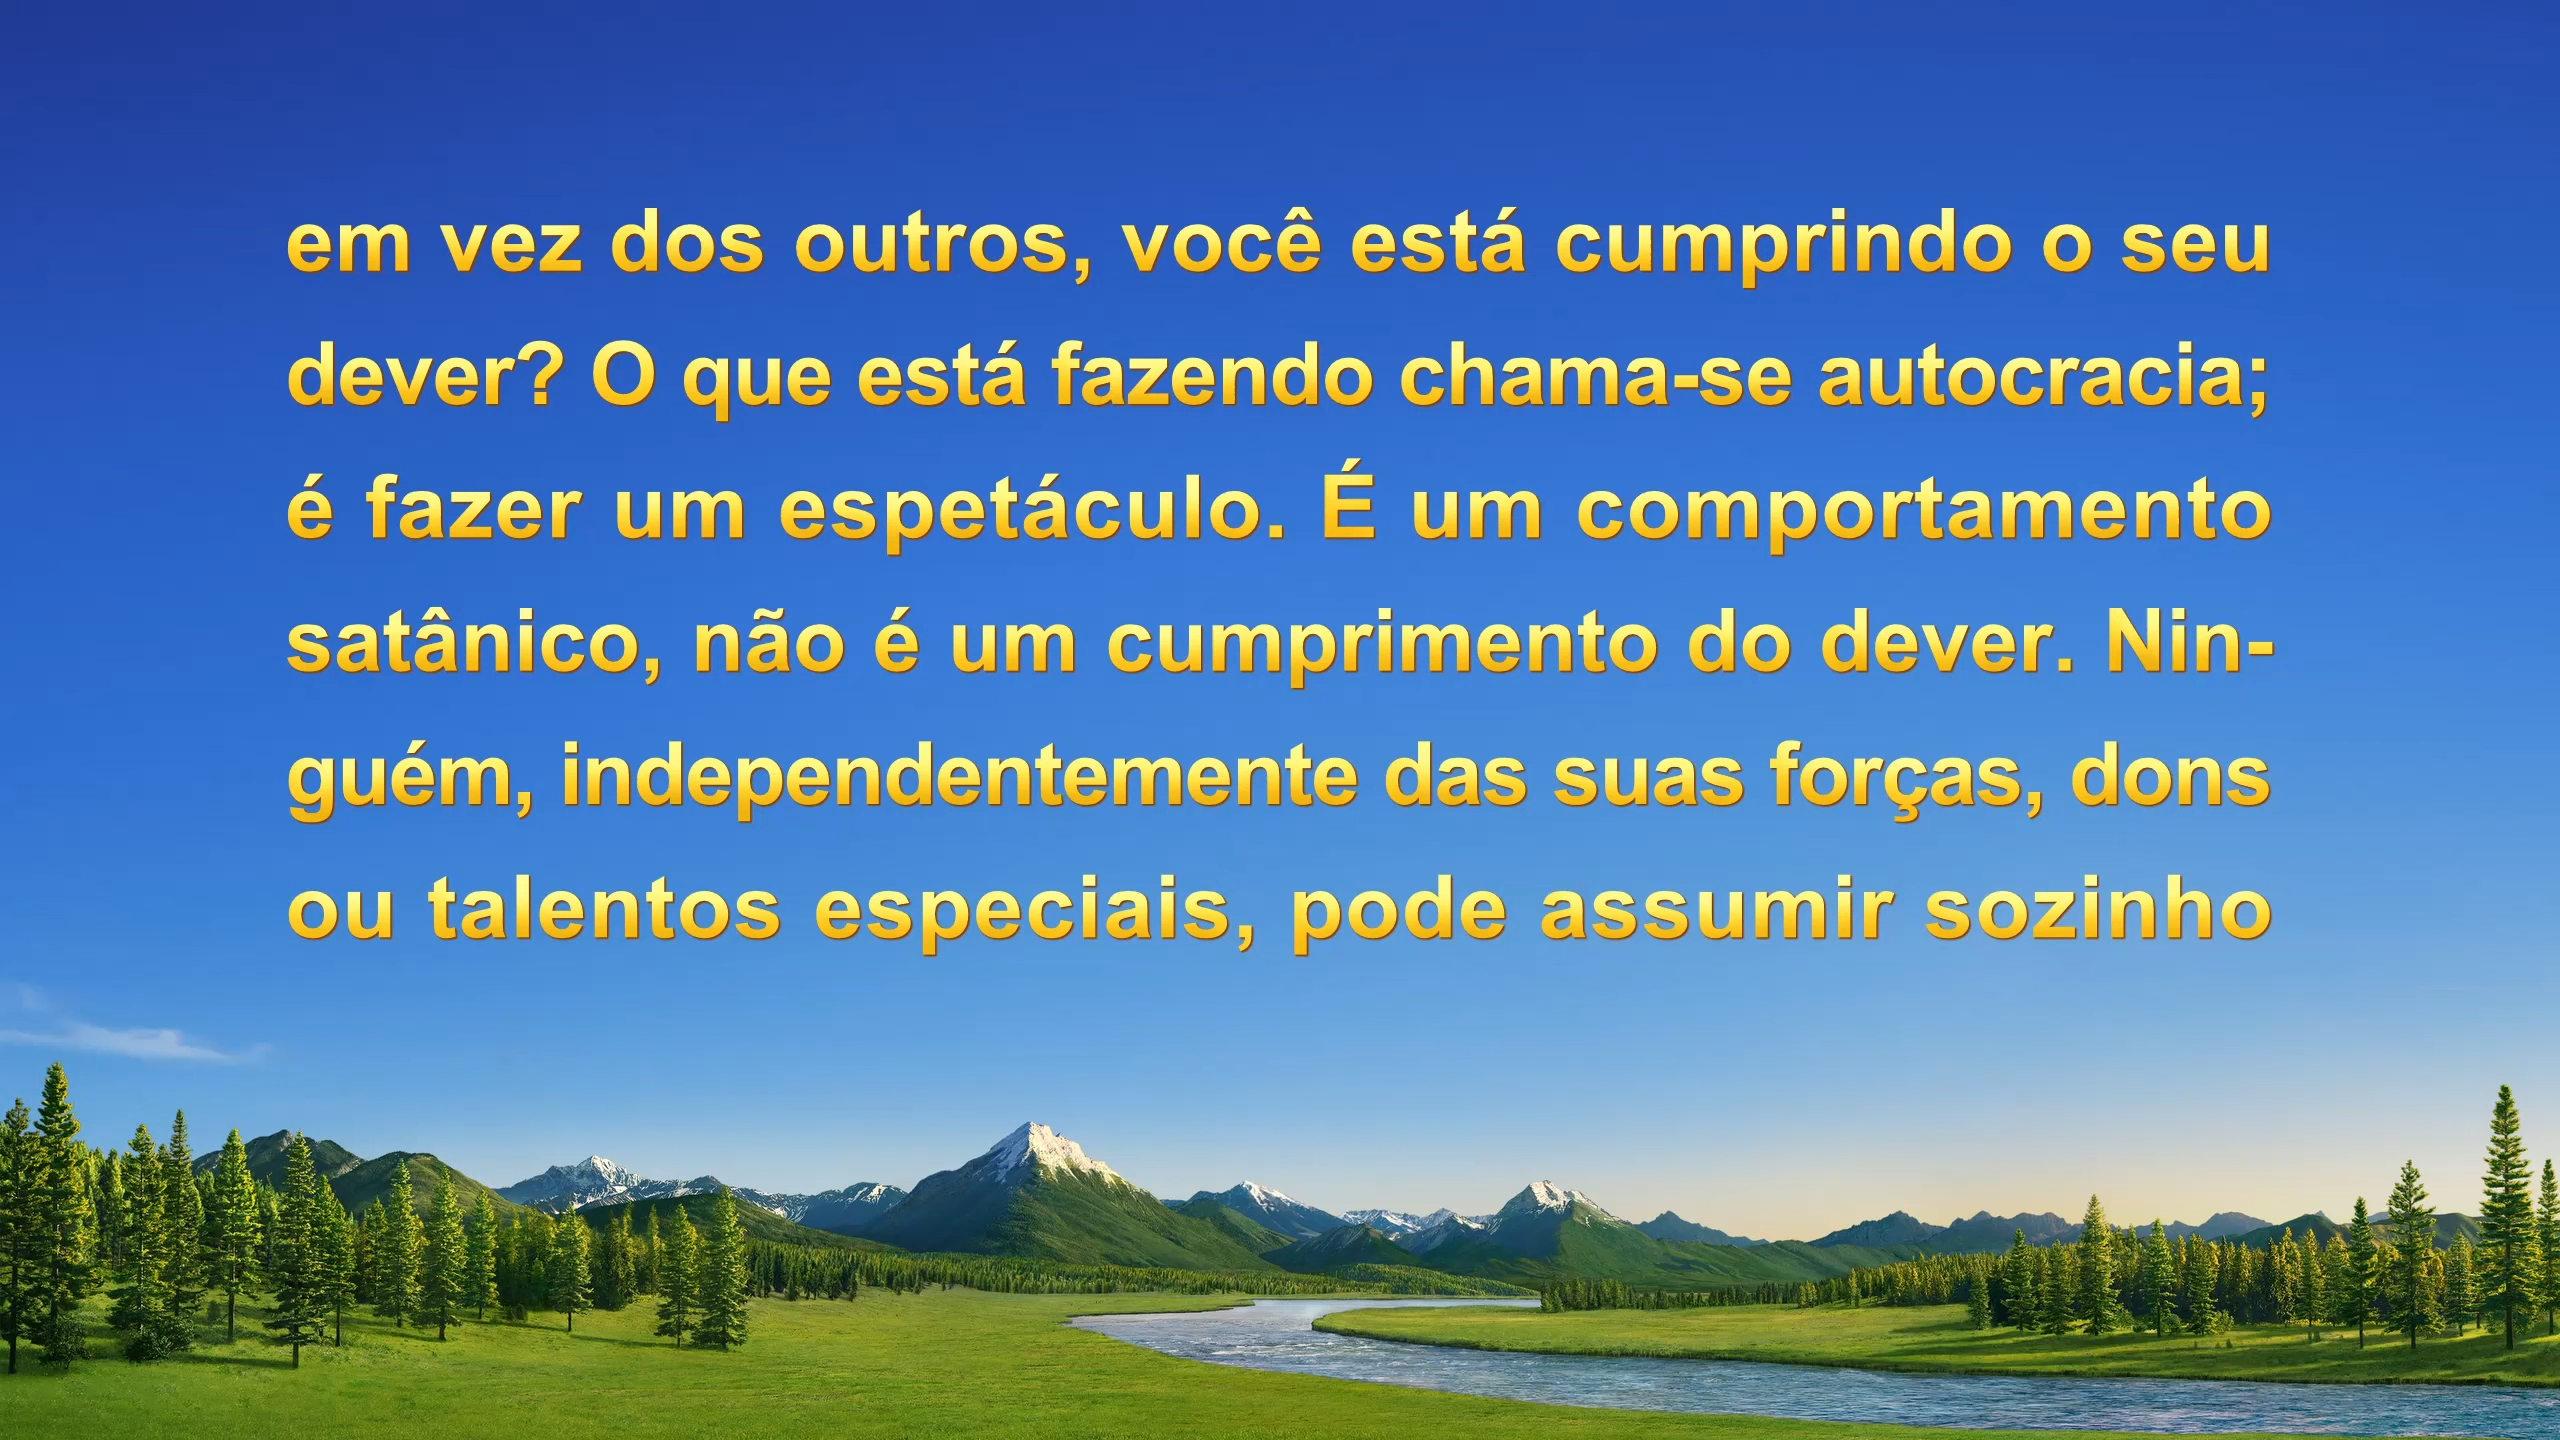 em vez dos outros, você está cumprindo o seu
dever? O que está fazendo chama-se autocracia;
é fazer um espetáculo. É um comportamento
satânico, não é um cumprimento do dever. Nin-
guém, independentemente das suas forças, dons
ou talentos especiais, pode assumir sozinho